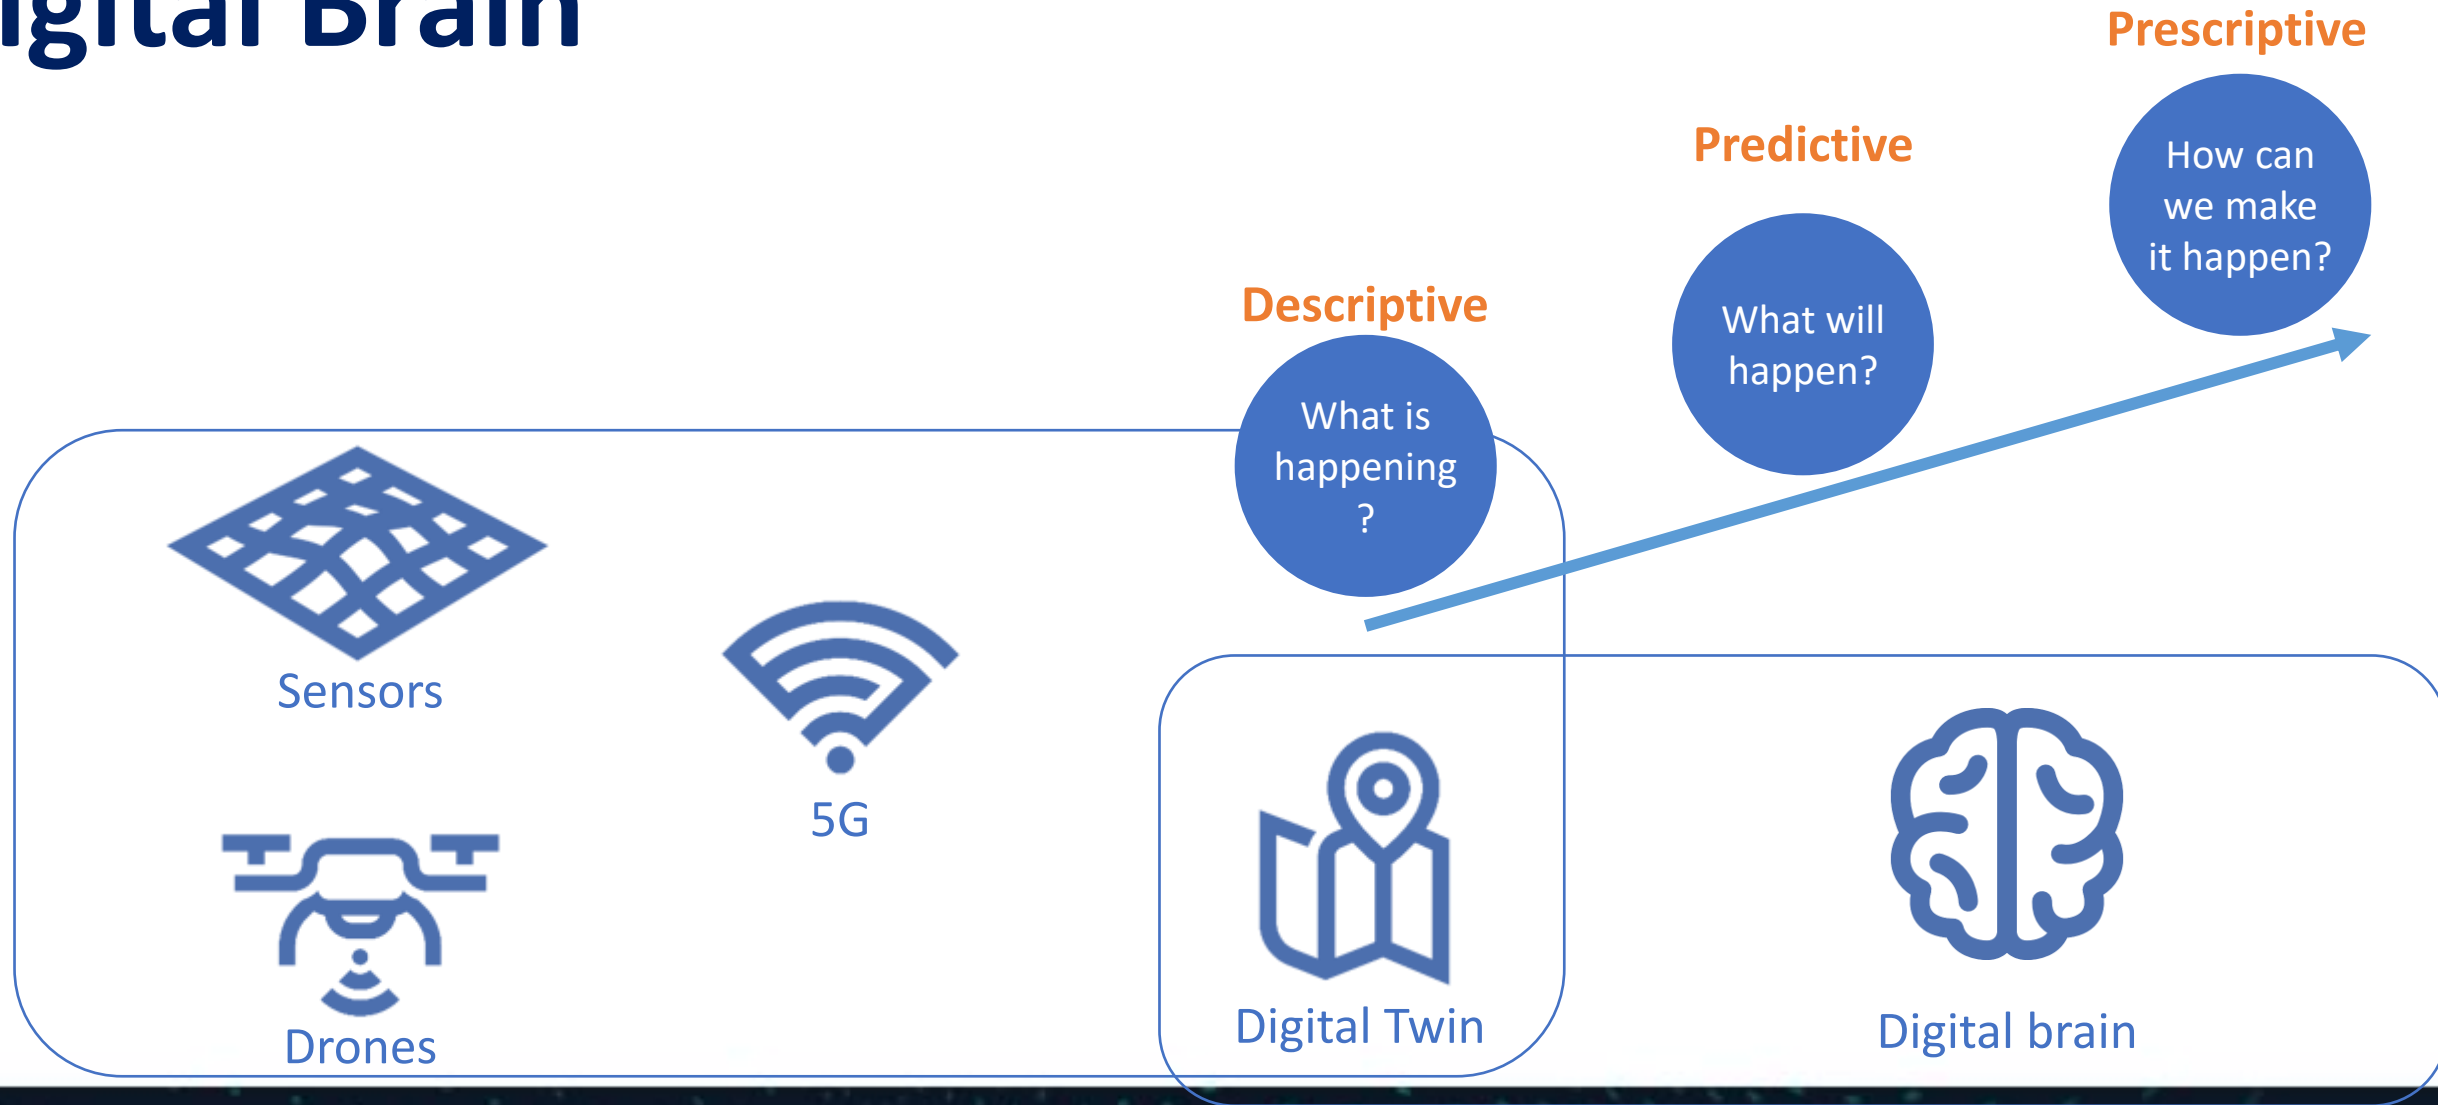 igital Brain
Prescriptive
How can
we make
it happen?
Predictive
What will
happen?
Descriptive
What is
happening
?
Sensors
5G
Drones
Digital Twin
Digital brain